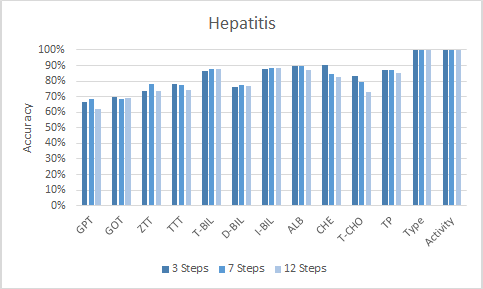 Hepatitis
100%
90%
80%
70%
60%
50%
40%
30%
20%
10%
0%
Accuracy
GPT
GOT
ZTT
TTT
T-BIL
D-BIL
I-BIL
ALB
CHE
T-CHO
TP
Type
Activity
3 Steps 7 Steps 12 Steps